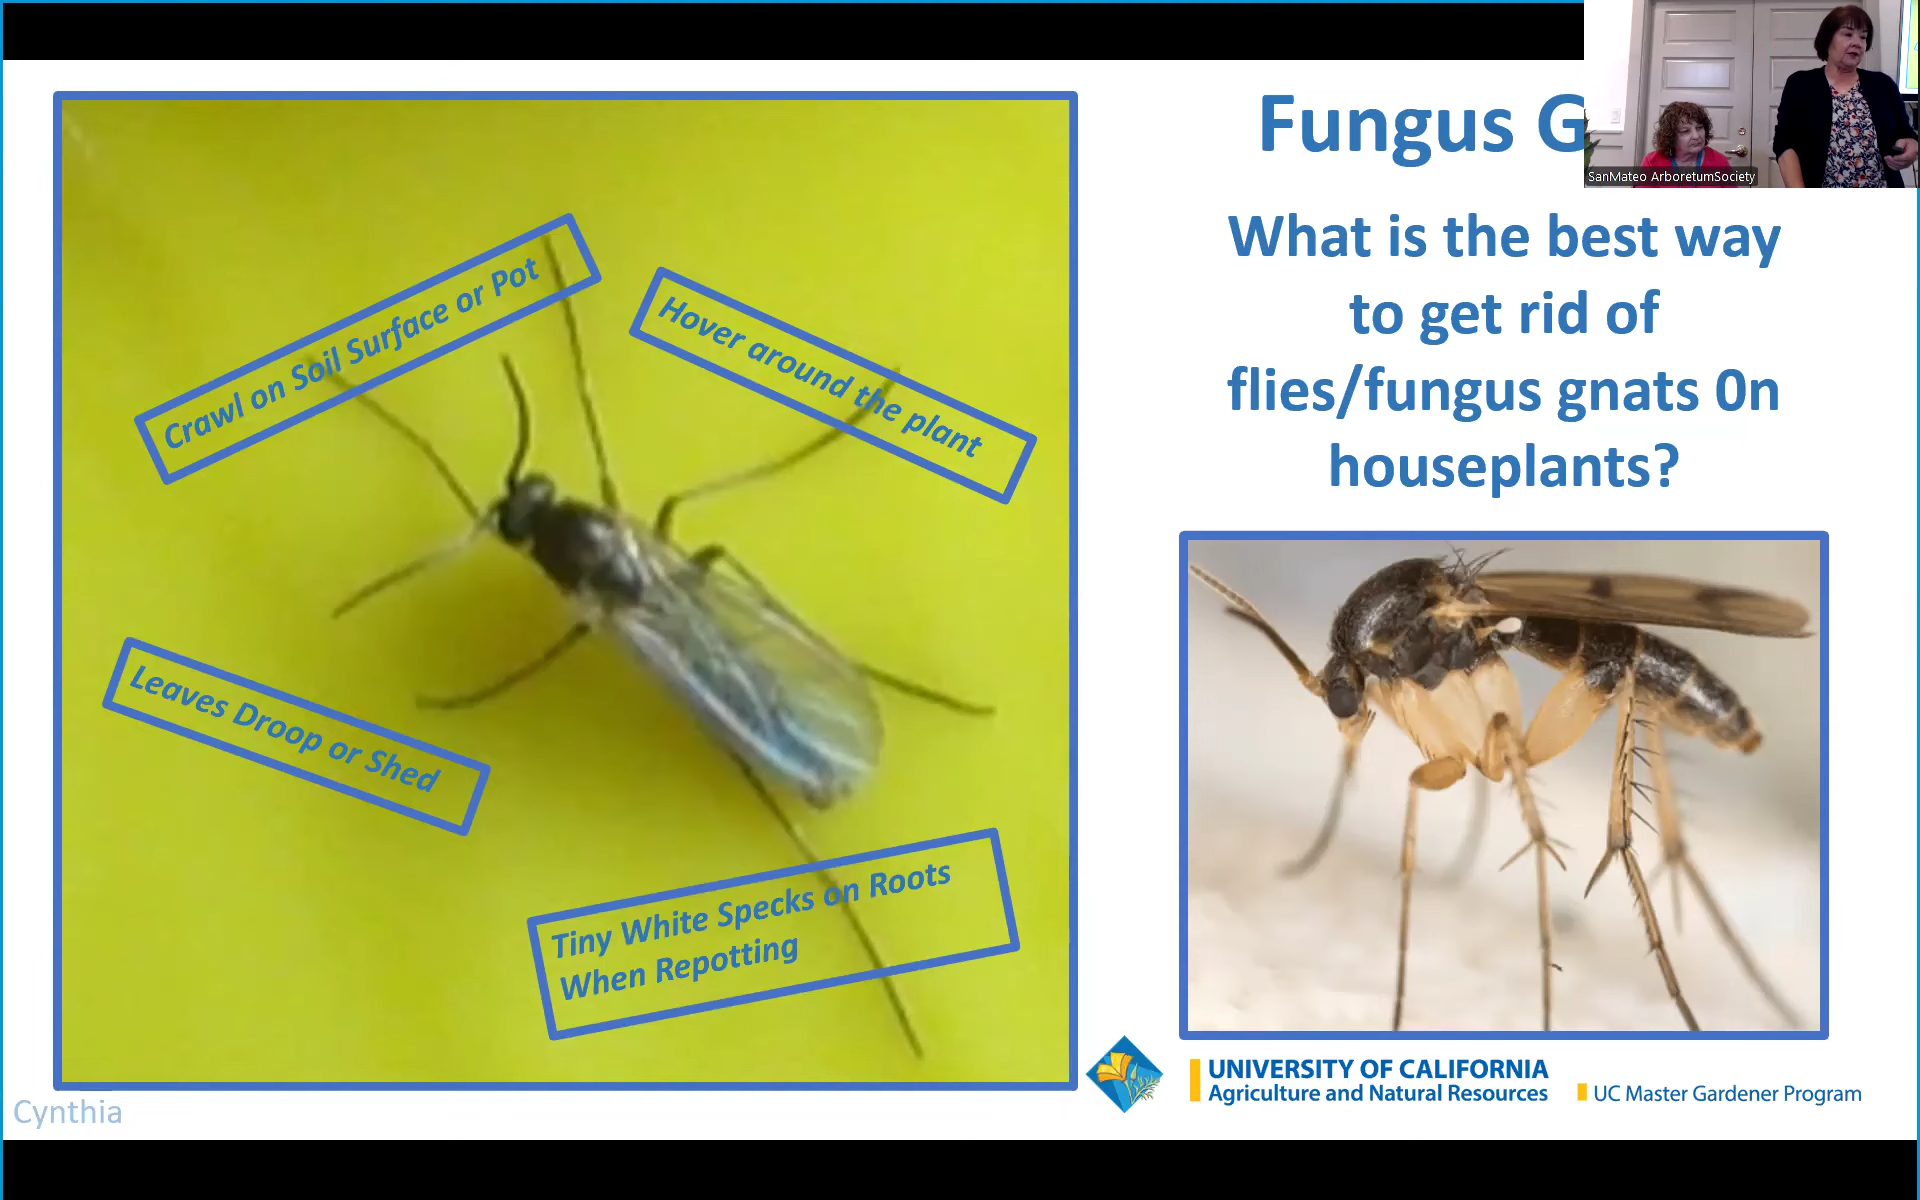 Fungus G
SanMateo ArboretumSociety
What is the best way
to get rid of
flies/fungus gnats 0n
houseplants?
Crawl on Soil Surface or Pot
Hover around the plant
Leaves Droop or Shed
Tiny White Specks on Roots
When Repotting
UNIVERSITY OF CALIFORNIA
Agriculture and Natural Resources
UC Master Gardener Program
Cynthia